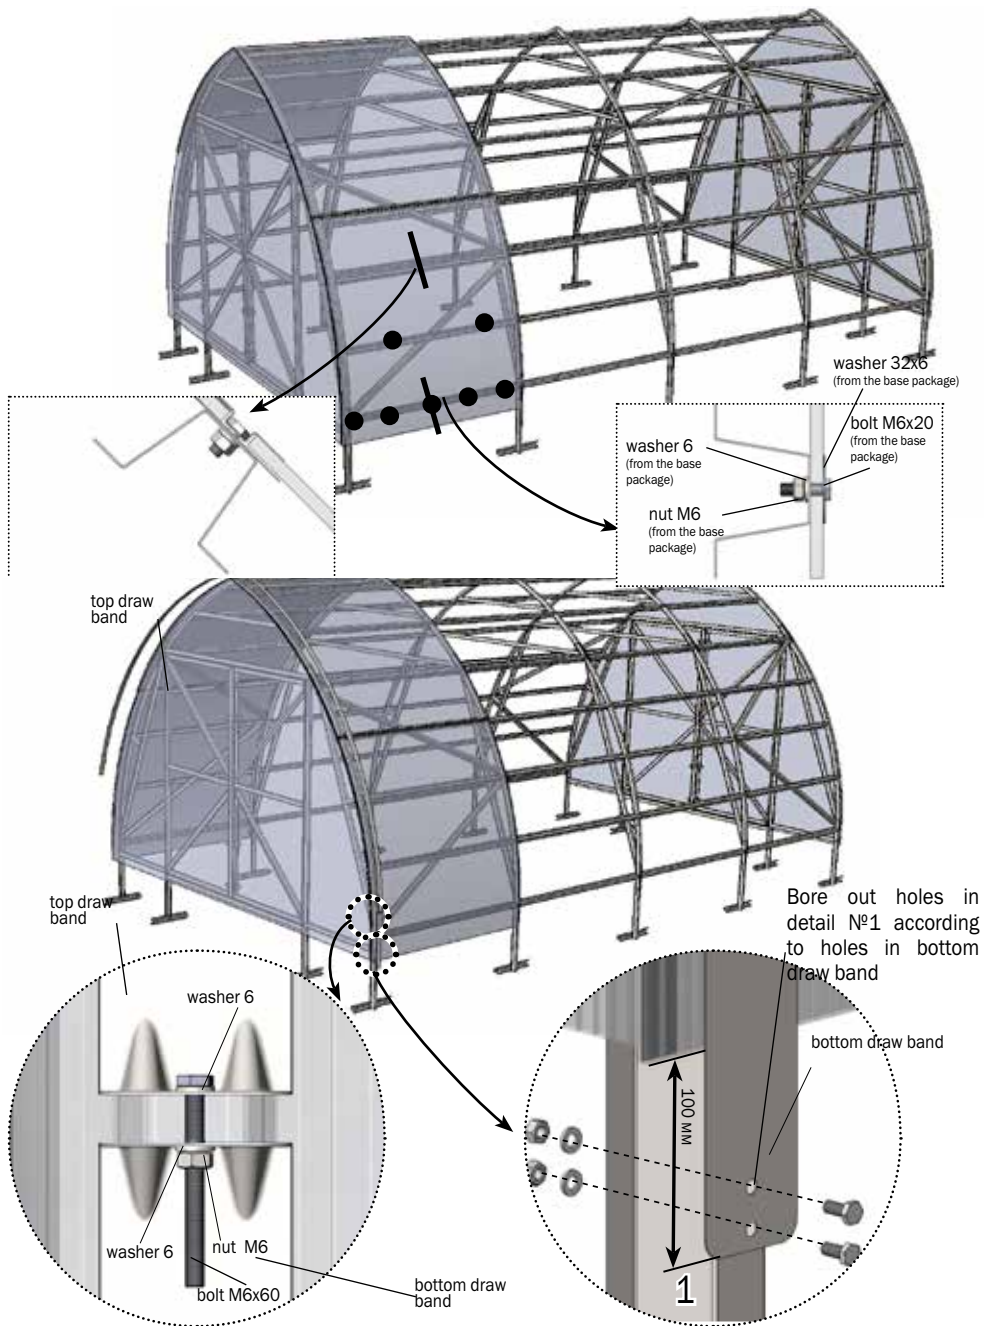 washer 32x6
(from the base package)
bolt M6x20
(from the base
package)
washer 6
(from the base
package)
nut M6
(from the base
package)
top draw
band
top draw
band
washer 6
washer 6
nut M6
bolt M6x60
bottom draw
band
Bore out holes in
detail №1 according
to holes in bottom
draw band
bottom draw band
100 мм
1